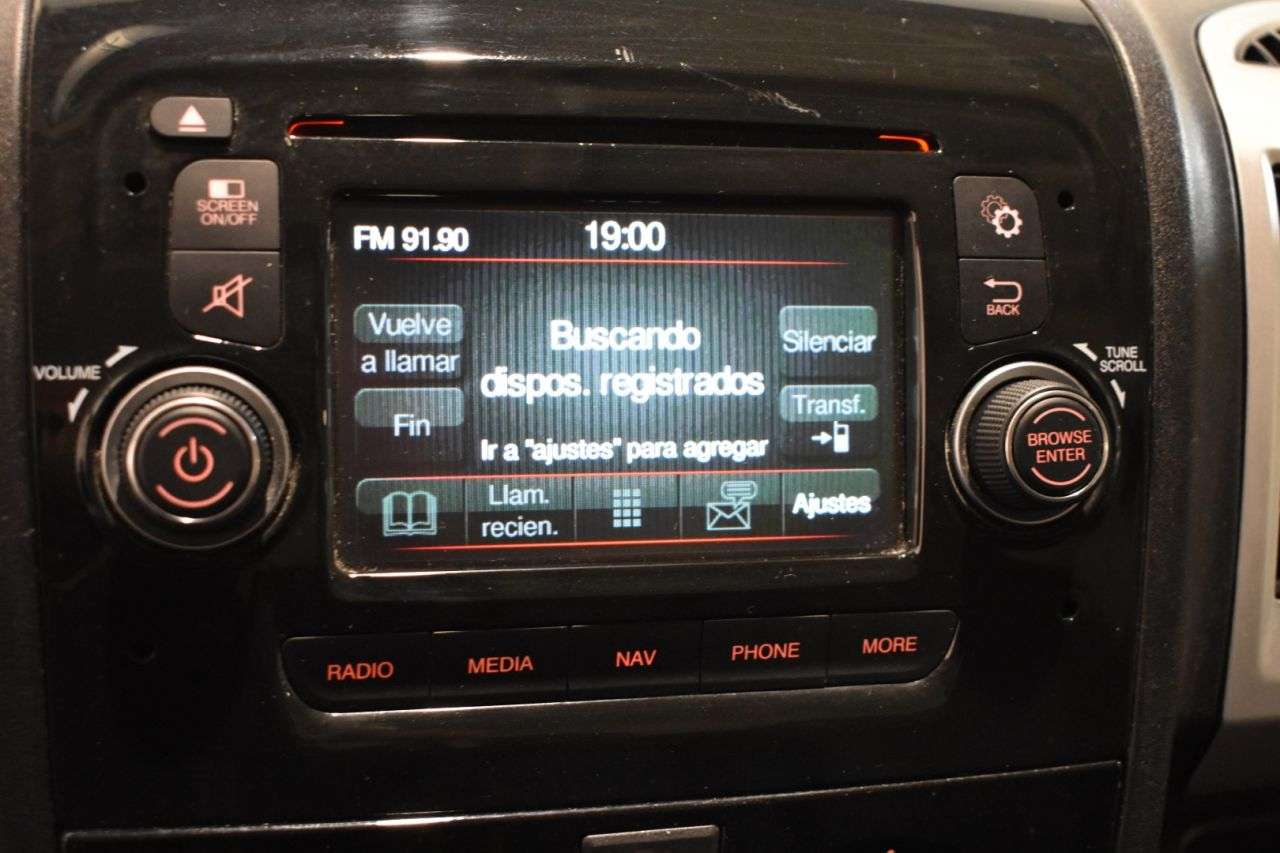 SCREEN
ON/OFF
VOLUME
FM 91.90
19:00
Vuelve
a llamar
Fin
Buscando
dispos. registrados
Ir a "ajustes" para agregar
Silenciar
Transf.
Llam.
recien.
Ajustes
BACK
TUNE
SCROLL
BROWSE
ENTER
RADIO
MEDIA
NAV
PHONE
MORE